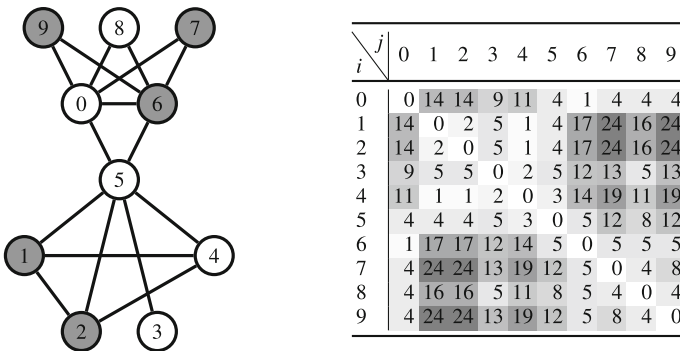 9 8 7
0 6
5
1 4
2 3
j
i 0 1 2 3 4 5 6 7 8 9
0 0 14 14 9 11 4 1 4 4 4
1 14 0 2 5 1 4 17 24 16 24
2 14 2 0 5 1 4 17 24 16 24
3 9 5 5 0 2 5 12 13 5 13
4 11 1 1 2 0 3 14 19 11 19
5 4 4 4 5 3 0 5 12 8 12
6 1 17 17 12 14 5 0 5 5 5
7 4 24 24 13 19 12 5 0 4 8
8 4 16 16 5 11 8 5 4 0 4
9 4 24 24 13 19 12 5 8 4 0